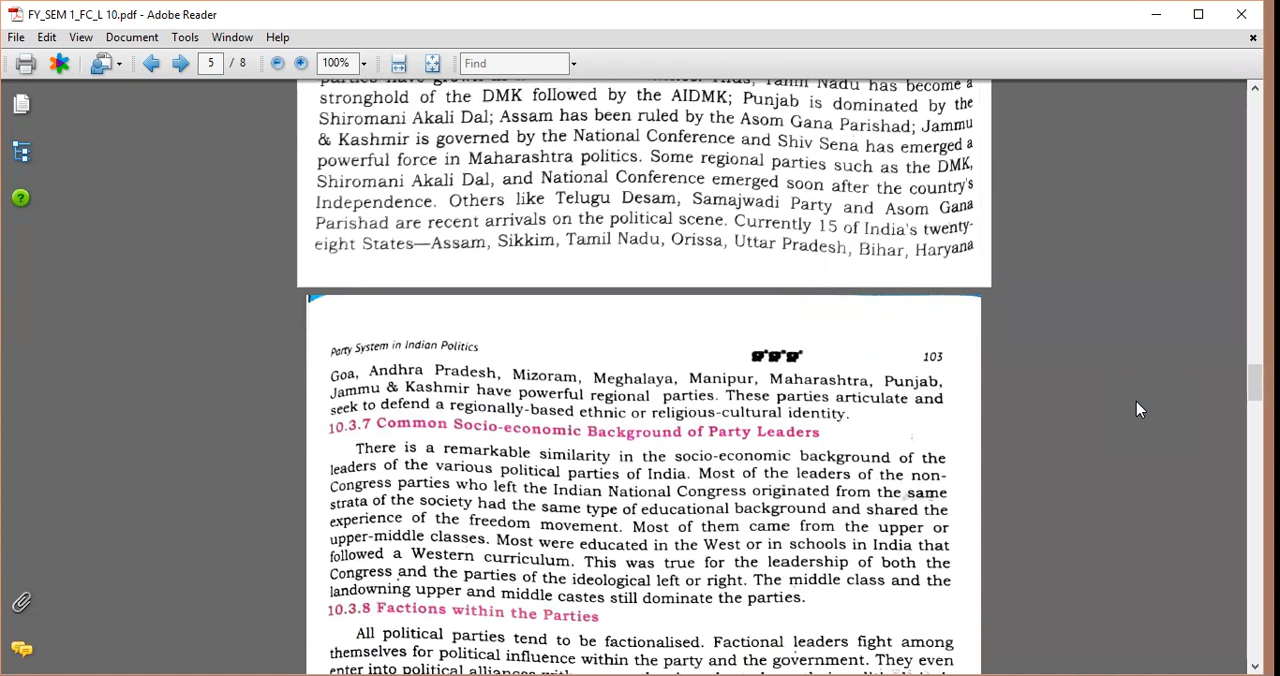 FY_SEM 1_FC_L 10.pdf - Adobe Reader
File Edit View Document Tools Window Help
5 / 8 100% Find
parties have grown Thus, Tamil Nadu has become a
stronghold of the DMK followed by the AIDMK; Punjab is dominated by the
Shiromani Akali Dal; Assam has been ruled by the Asom Gana Parishad; Jammu
& Kashmir is governed by the National Conference and Shiv Sena has emerged a
powerful force in Maharashtra politics. Some regional parties such as the DMK,
Shiromani Akali Dal, and National Conference emerged soon after the country's
Independence. Others like Telugu Desam, Samajwadi Party and Asom Gana
Parishad are recent arrivals on the political scene. Currently 15 of India's twenty-
eight States—Assam, Sikkim, Tamil Nadu, Orissa, Uttar Pradesh, Bihar, Haryana
Party System in Indian Politics 103
Goa, Andhra Pradesh, Mizoram, Meghalaya, Manipur, Maharashtra, Punjab,
Jammu & Kashmir have powerful regional parties. These parties articulate and
seek to defend a regionally-based ethnic or religious-cultural identity.
10.3.7 Common Socio-economic Background of Party Leaders
There is a remarkable similarity in the socio-economic background of the
leaders of the various political parties of India. Most of the leaders of the non-
Congress parties who left the Indian National Congress originated from the same
strata of the society had the same type of educational background and shared the
experience of the freedom movement. Most of them came from the upper or
upper-middle classes. Most were educated in the West or in schools in India that
followed a Western curriculum. This was true for the leadership of both the
Congress and the parties of the ideological left or right. The middle class and the
landowning upper and middle castes still dominate the parties.
10.3.8 Factions within the Parties
All political parties tend to be factionalised. Factional leaders fight among
themselves for political influence within the party and the government. They even
enter into political alliances